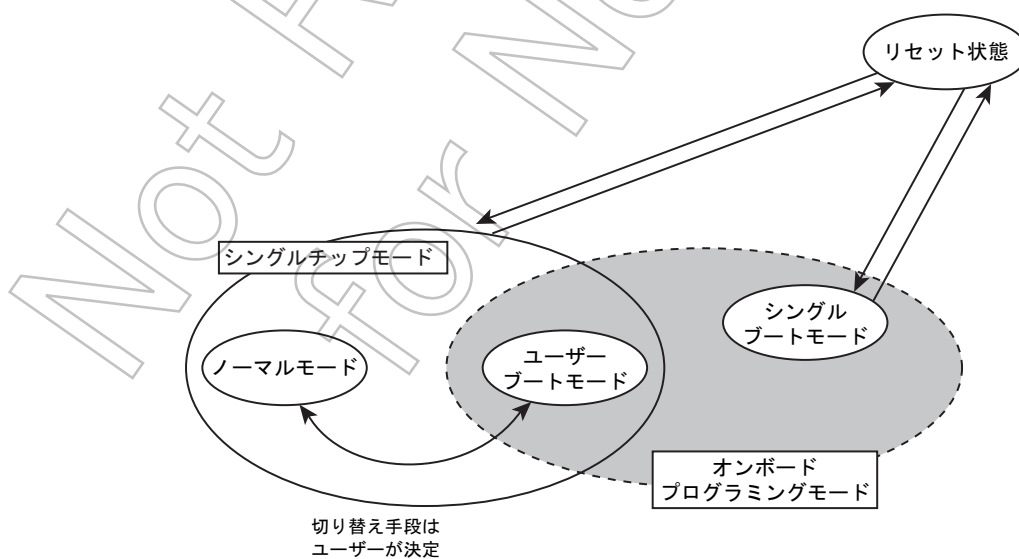 Not R
for No
リセット状態
シングルチップモード
シングル
ブートモード
ノーマルモード
ユーザー
ブートモード
オンボード
プログラミングモード
切り替え手段は
ユーザーが決定